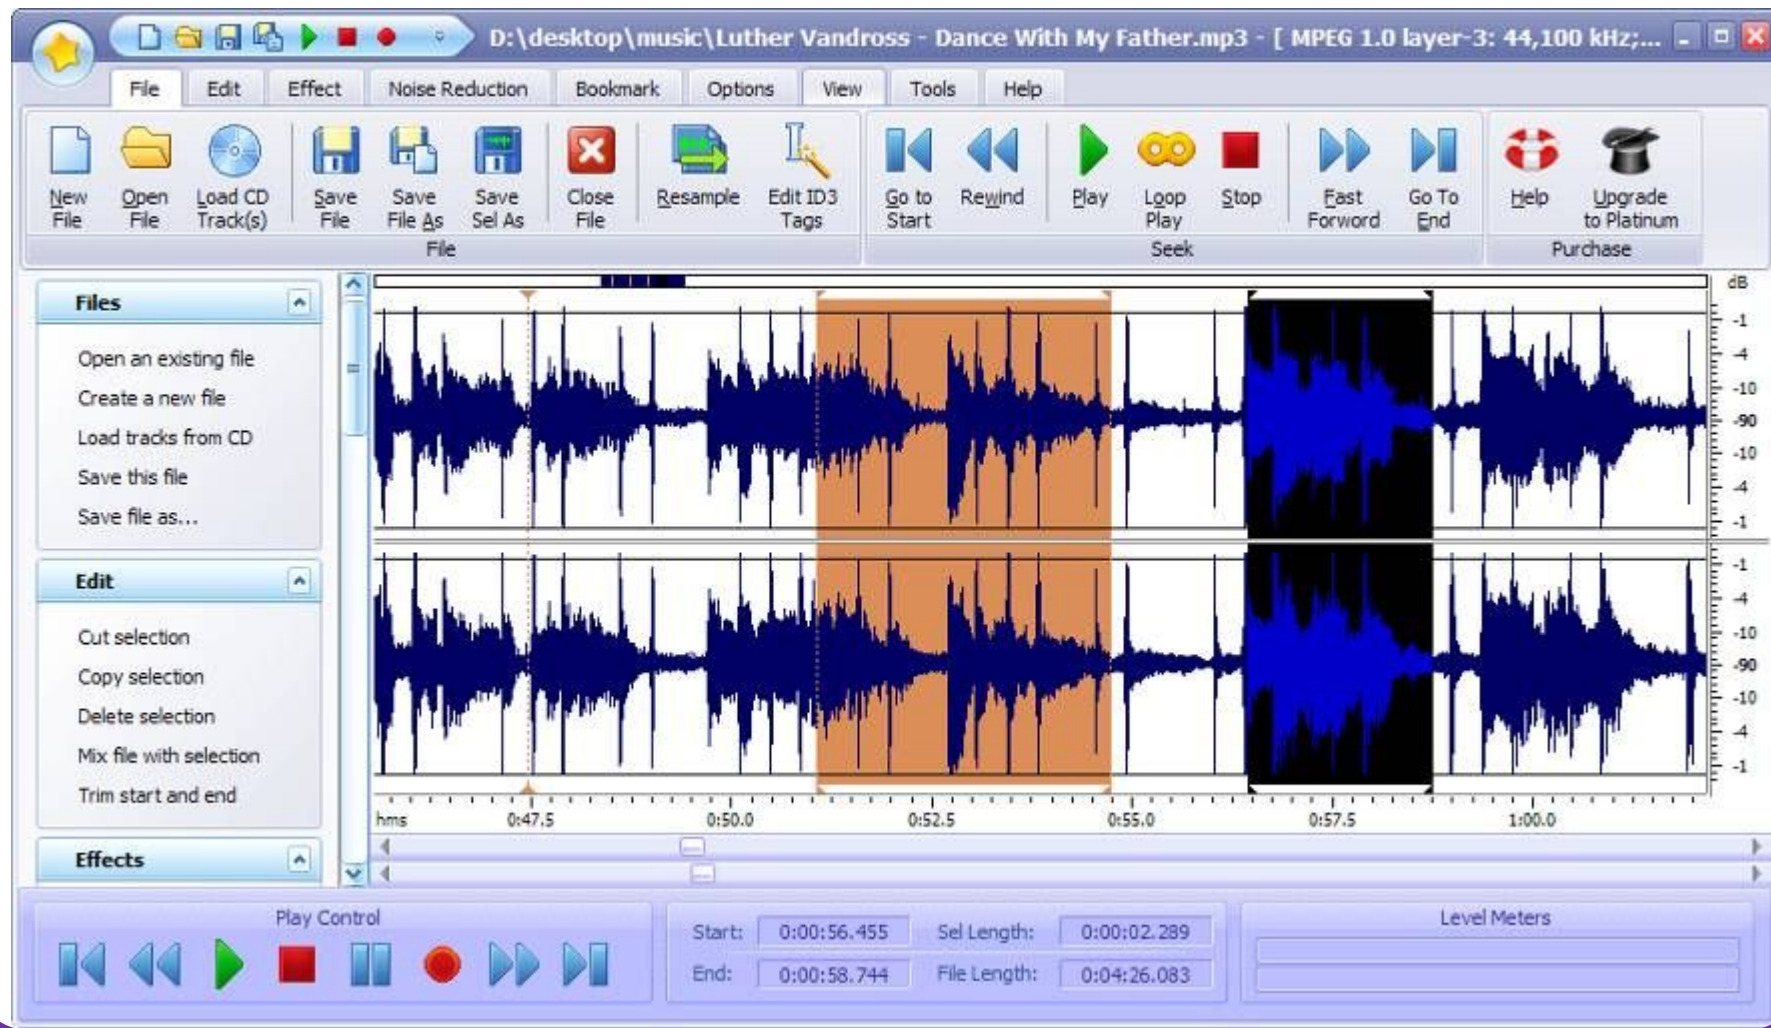 D:\desktop\music\Luther Vandross - Dance With My Father.mp3 - [ MPEG 1.0 layer-3: 44,100 kHz;...
File Edit Effect Noise Reduction Bookmark Options View Tools Help
New File
Open File
Load CD Track(s)
Save File
Save File As
Save Sel As
Close File
Resample
Edit ID3 Tags
Go to Start
Rewind
Play
Loop Play
Stop
Fast Forword
Go To End
Help
Upgrade to Platinum
File
Seek
Purchase
Files
Open an existing file
Create a new file
Load tracks from CD
Save this file
Save file as...
Edit
Cut selection
Copy selection
Delete selection
Mix file with selection
Trim start and end
Effects
dB
-1
-4
-10
-90
-10
-4
-1
-1
-4
-10
-90
-10
-4
-1
hms 0:47.5 0:50.0 0:52.5 0:55.0 0:57.5 1:00.0
Play Control
Start: 0:00:56.455 Sel Length: 0:00:02.289
End: 0:00:58.744 File Length: 0:04:26.083
Level Meters